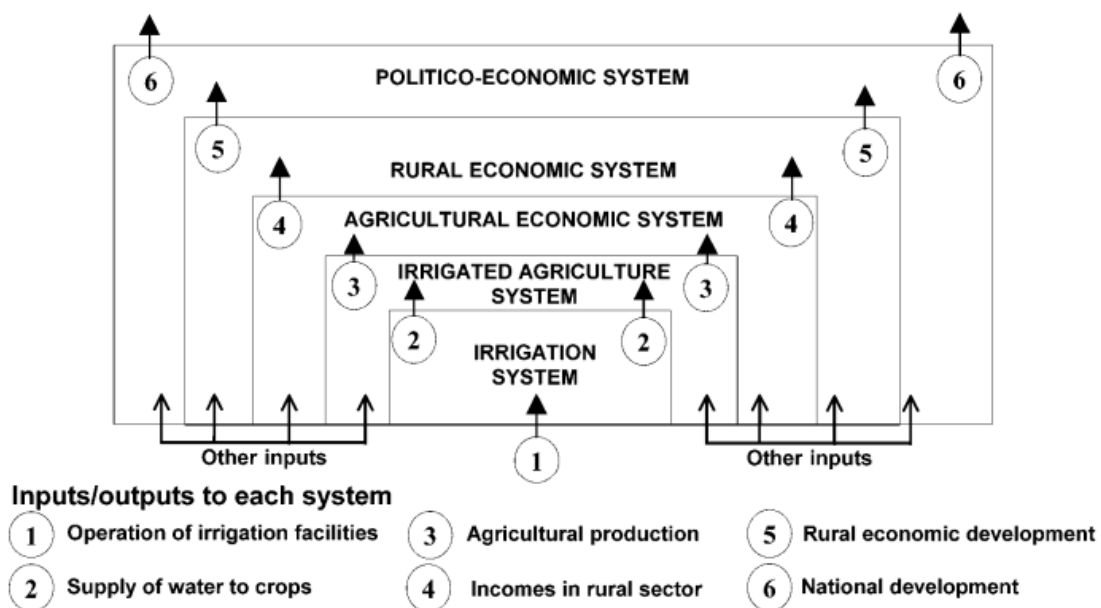 6
6
POLITICO-ECONOMIC SYSTEM
5
5
RURAL ECONOMIC SYSTEM
4
4
AGRICULTURAL ECONOMIC SYSTEM
3
3
IRRIGATED AGRICULTURE
SYSTEM
2
2
IRRIGATION
SYSTEM
Other inputs
1
Other inputs
Inputs/outputs to each system
1 Operation of irrigation facilities
3 Agricultural production
5 Rural economic development
2 Supply of water to crops
4 Incomes in rural sector
6 National development